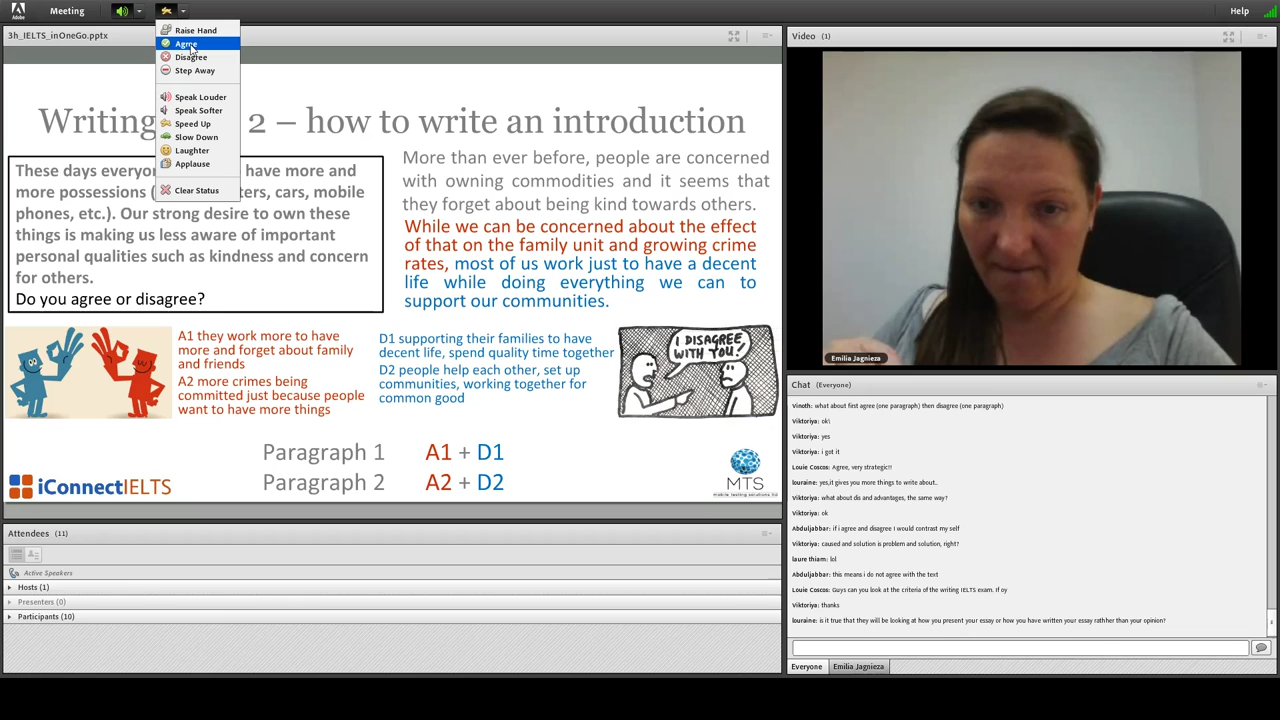 Adobe
Meeting
Help
3h_IELTS_inOneGo.pptx
Raise Hand
Agree
Disagree
Step Away
Speak Louder
Speak Softer
Speed Up
Slow Down
Laughter
Applause
Clear Status
Writing 2 – how to write an introduction
These days everyo have more and
more possessions ( ters, cars, mobile
phones, etc.). Our strong desire to own these
things is making us less aware of important
personal qualities such as kindness and concern
for others.
Do you agree or disagree?
More than ever before, people are concerned
with owning commodities and it seems that
they forget about being kind towards others.
While we can be concerned about the effect
of that on the family unit and growing crime
rates, most of us work just to have a decent
life while doing everything we can to
support our communities.
A1 they work more to have
more and forget about family
and friends
A2 more crimes being
committed just because people
want to have more things
D1 supporting their families to have
decent life, spend quality time together
D2 people help each other, set up
communities, working together for
common good
I DISAGREE
WITH YOU!
Paragraph 1 A1 + D1
Paragraph 2 A2 + D2
iConnectIELTS
MTS
mobile testing solutions ltd
Attendees (11)
Active Speakers
Hosts (1)
Presenters (0)
Participants (10)
Video (1)
Emilia Jagnieza
Chat (Everyone)
Vinoth: what about first agree (one paragraph) then disagree (one paragraph)
Viktoriya: ok\
Viktoriya: yes
Viktoriya: i got it
Louie Coscos: Agree, very strategic!!
louraine: yes,it gives you more things to write about..
Viktoriya: what about dis and advantages, the same way?
Viktoriya: ok
Abduljabbar: if i agree and disagree I would contrast my self
Viktoriya: caused and solution is problem and solution, right?
laure thiam: lol
Abduljabbar: this means i do not agree with the text
Louie Coscos: Guys can you look at the criteria of the writing IELTS exam. If oy
Viktoriya: thanks
louraine: is it true that they will be looking at how you present your essay or how you have written your essay rathher than your opinion?
Everyone
Emilia Jagnieza